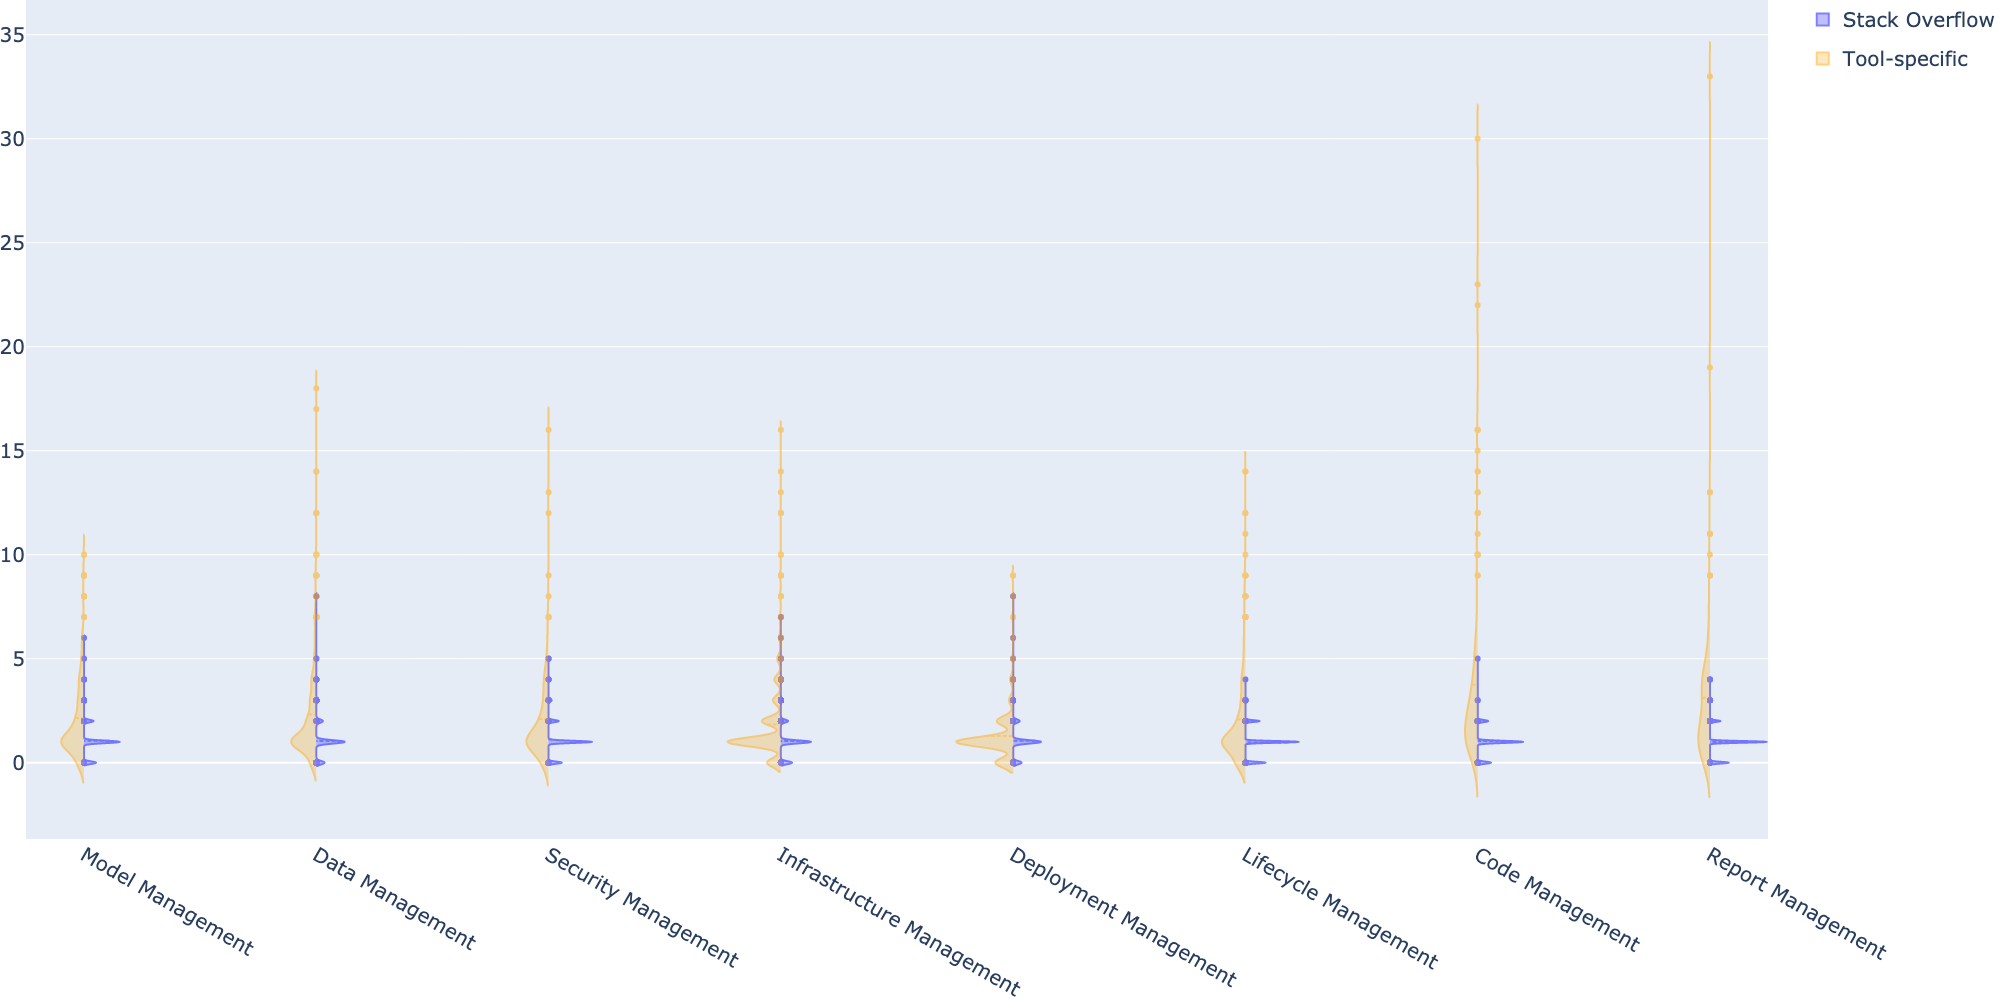 35
30
25
20
15
10
5
0
Model Management
Data Management
Security Management
Infrastructure Management
Deployment Management
Lifecycle Management
Code Management
Report Management
Stack Overflow
Tool-specific